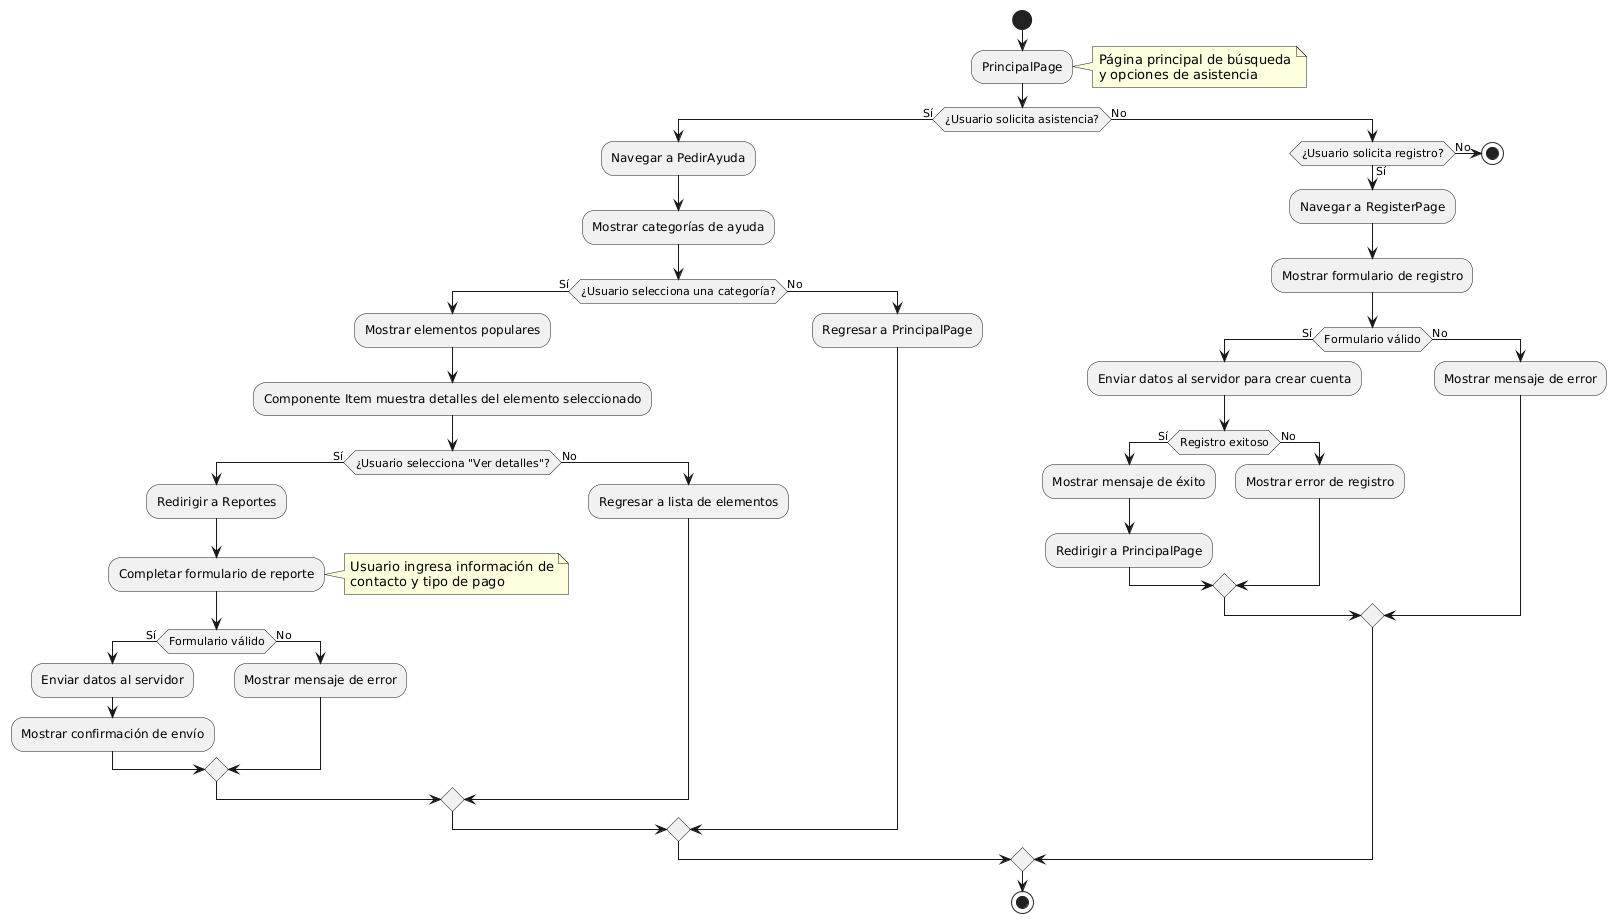 PrincipalPage
Página principal de búsqueda
y opciones de asistencia
Sí
¿Usuario solicita asistencia?
No
Navegar a PedirAyuda
Mostrar categorías de ayuda
Sí
¿Usuario selecciona una categoría?
No
Mostrar elementos populares
Componente Item muestra detalles del elemento seleccionado
Sí
¿Usuario selecciona "Ver detalles"?
No
Redirigir a Reportes
Completar formulario de reporte
Usuario ingresa información de
contacto y tipo de pago
Sí
Formulario válido
No
Enviar datos al servidor
Mostrar confirmación de envío
Mostrar mensaje de error
Regresar a lista de elementos
Regresar a PrincipalPage
¿Usuario solicita registro?
No
Sí
Navegar a RegisterPage
Mostrar formulario de registro
Sí
Formulario válido
No
Enviar datos al servidor para crear cuenta
Sí
Registro exitoso
No
Mostrar mensaje de éxito
Redirigir a PrincipalPage
Mostrar error de registro
Mostrar mensaje de error